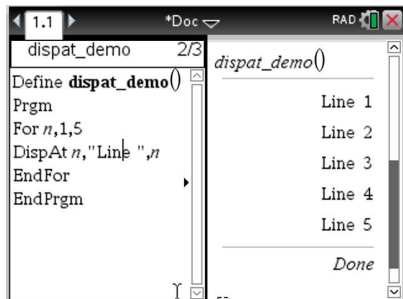 1.1 *Doc RAD
dispat_demo 2/3
Define dispat_demo()
Prgm
For n,1,5
DispAt n,"Line ",n
EndFor
EndPrgm
dispat_demo()
Line 1
Line 2
Line 3
Line 4
Line 5
Done